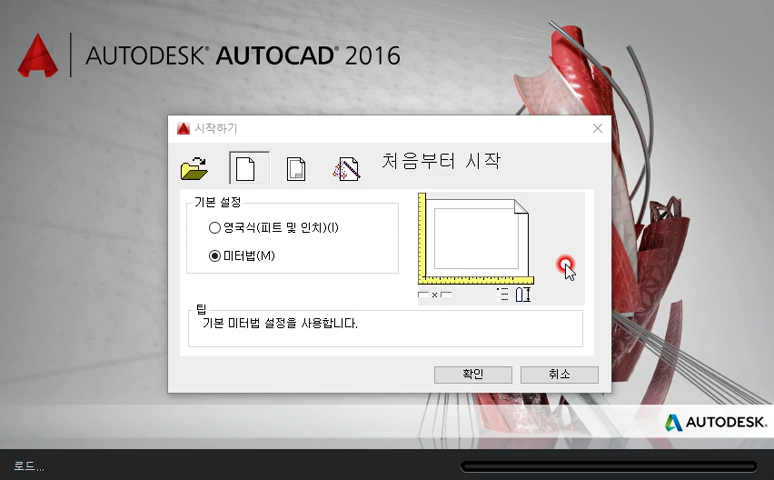 AUTODESK® AUTOCAD® 2016
시작하기
처음부터 시작
기본 설정
영국식(피트 및 인치)(I)
미터법(M)
팁
기본 미터법 설정을 사용합니다.
확인
취소
AUTODESK.
로드...